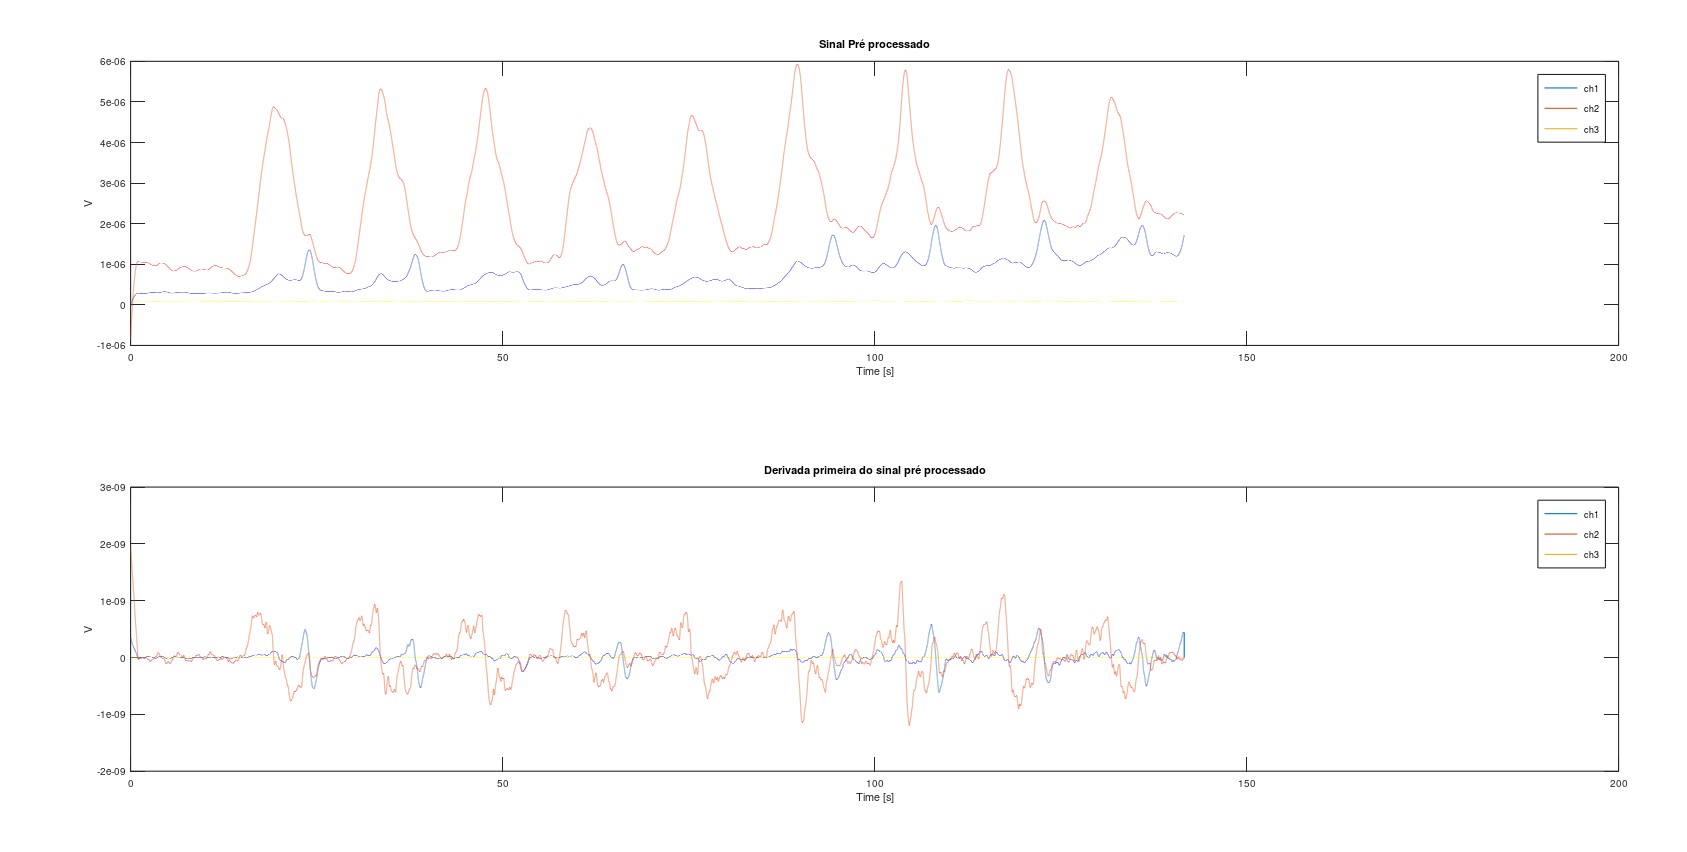 Sinal Pré processado
6e-06
5e-06
4e-06
3e-06
2e-06
1e-06
0
-1e-06
V
0 50 100 150 200
Time [s]
ch1
ch2
ch3
Derivada primeira do sinal pré processado
3e-09
2e-09
1e-09
0
-1e-09
-2e-09
V
0 50 100 150 200
Time [s]
ch1
ch2
ch3